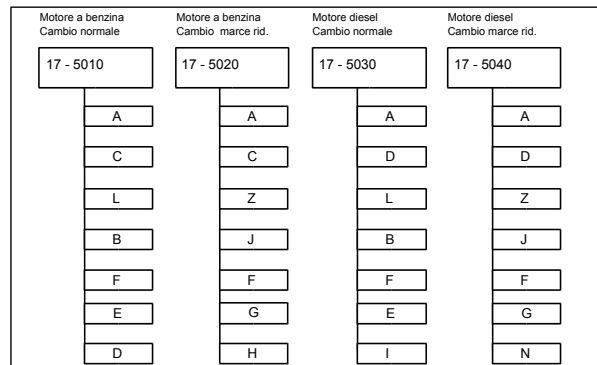 Motore a benzina
Cambio normale
17 - 5010
A
C
L
B
F
E
D
Motore a benzina
Cambio marce rid.
17 - 5020
A
C
Z
J
F
G
H
Motore diesel
Cambio normale
17 - 5030
A
D
L
B
F
E
I
Motore diesel
Cambio marce rid.
17 - 5040
A
D
Z
J
F
G
N